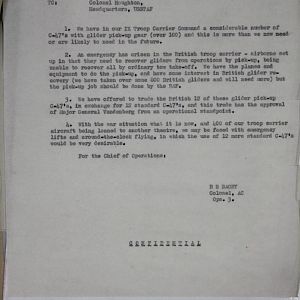 TO:        Colonel Houghton,
Headquarters, USSTAF
1.  We have in our IX Troop Carrier Command a considerable number of
C-47's with glider pick-up gear (over 100) and this is more than we now need
or are likely to need in the future.
2.  An emergency has arisen in the British troop carrier - airborne set
up in that they need to recover gliders from operations by pick-up, being
unable to recover all by ordinary tow take-off.  We have the planes and
equipment to do the pick-up, and have some interest in British glider reco-
very (we have taken over some 200 British gliders and will need more) but
the pick-up job should be done by the RAF.
3.  We have offered to trade the British 12 of these glider pick-up
C-47's, in exchange for 12 standard C-47's, and this trade has the approval
of Major General Vandenberg from an operational standpoint.
4.  With the war situation what it is now, and 400 of our troop carrier
aircraft being loaned to another theatre, we may be faced with emergency
lifts and around-the-clock flying, in which the use of 12 more standard C-47's
would be very desirable.
For the Chief of Operations:
Colonel, AC
Ops. 3.
CONFIDENTIAL